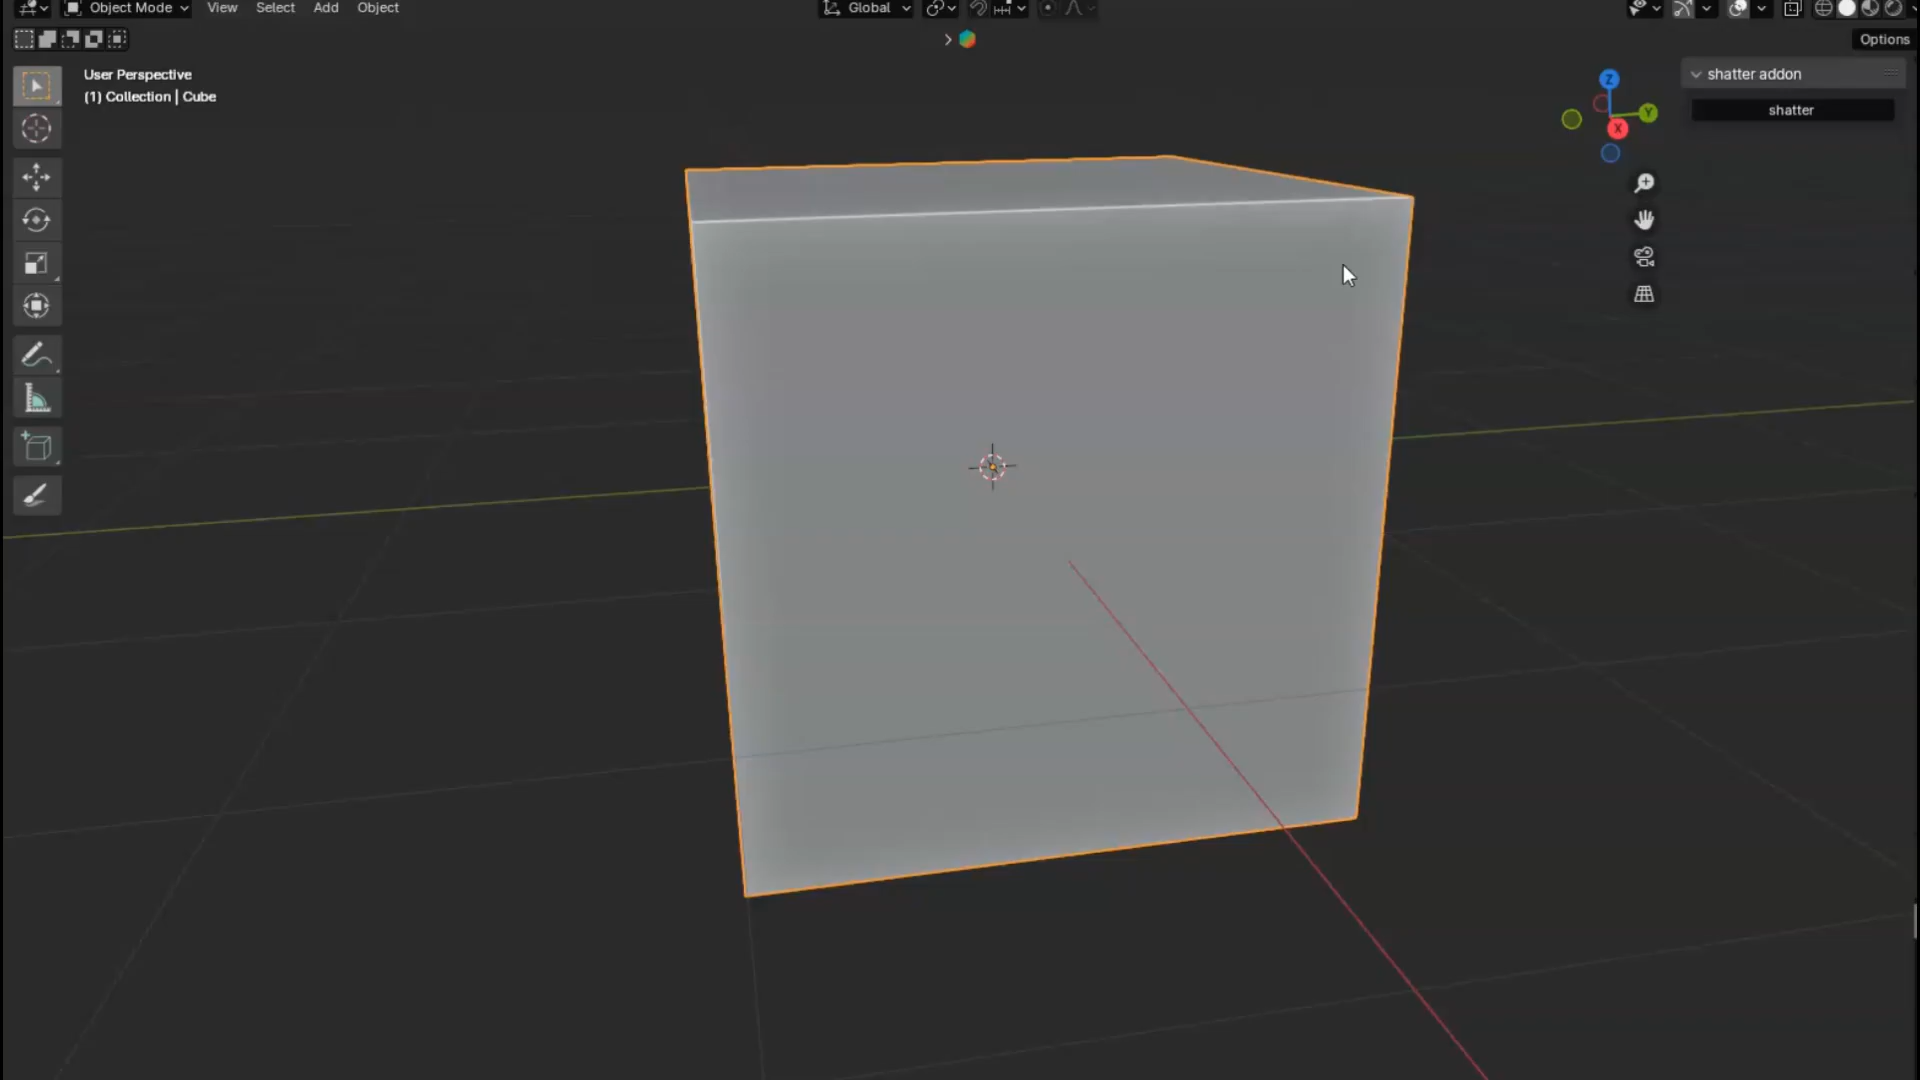 Object Mode View Select Add Object Global
Options
User Perspective
(1) Collection | Cube
shatter addon
shatter
Z
Y
X